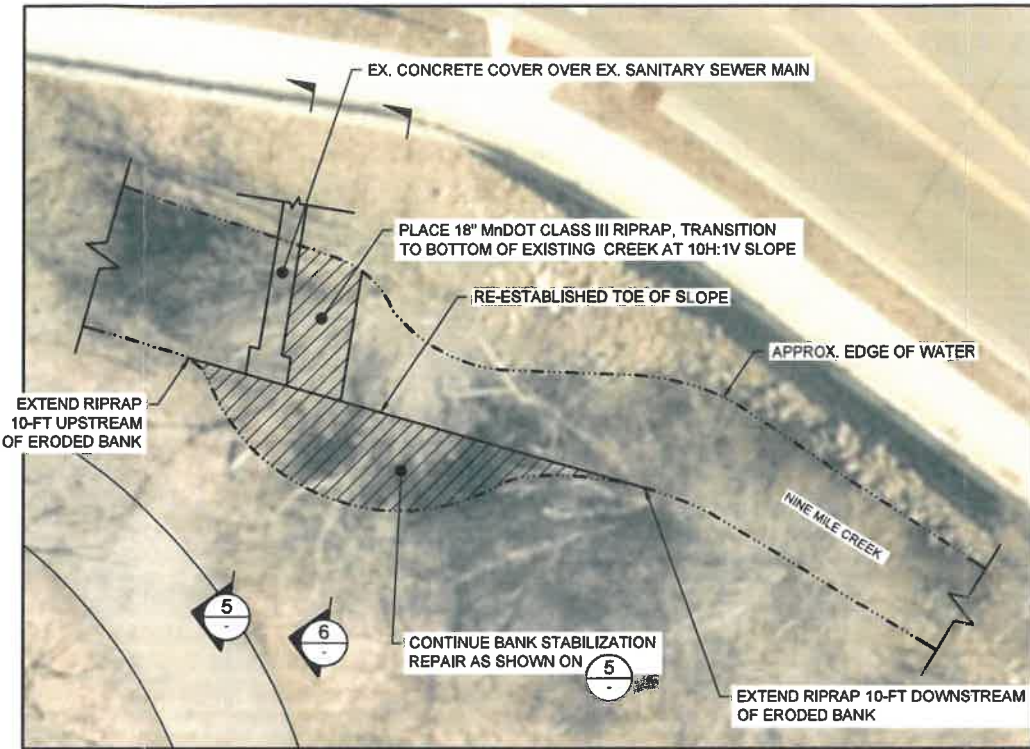 EX. CONCRETE COVER OVER EX. SANITARY SEWER MAIN
PLACE 18" MnDOT CLASS III RIPRAP, TRANSITION
TO BOTTOM OF EXISTING CREEK AT 10H:1V SLOPE
RE-ESTABLISHED TOE OF SLOPE
APPROX. EDGE OF WATER
EXTEND RIPRAP
10-FT UPSTREAM
OF ERODED BANK
NINE MILE CREEK
5
-
6
-
CONTINUE BANK STABILIZATION
REPAIR AS SHOWN ON
5
-
EXTEND RIPRAP 10-FT DOWNSTREAM
OF ERODED BANK